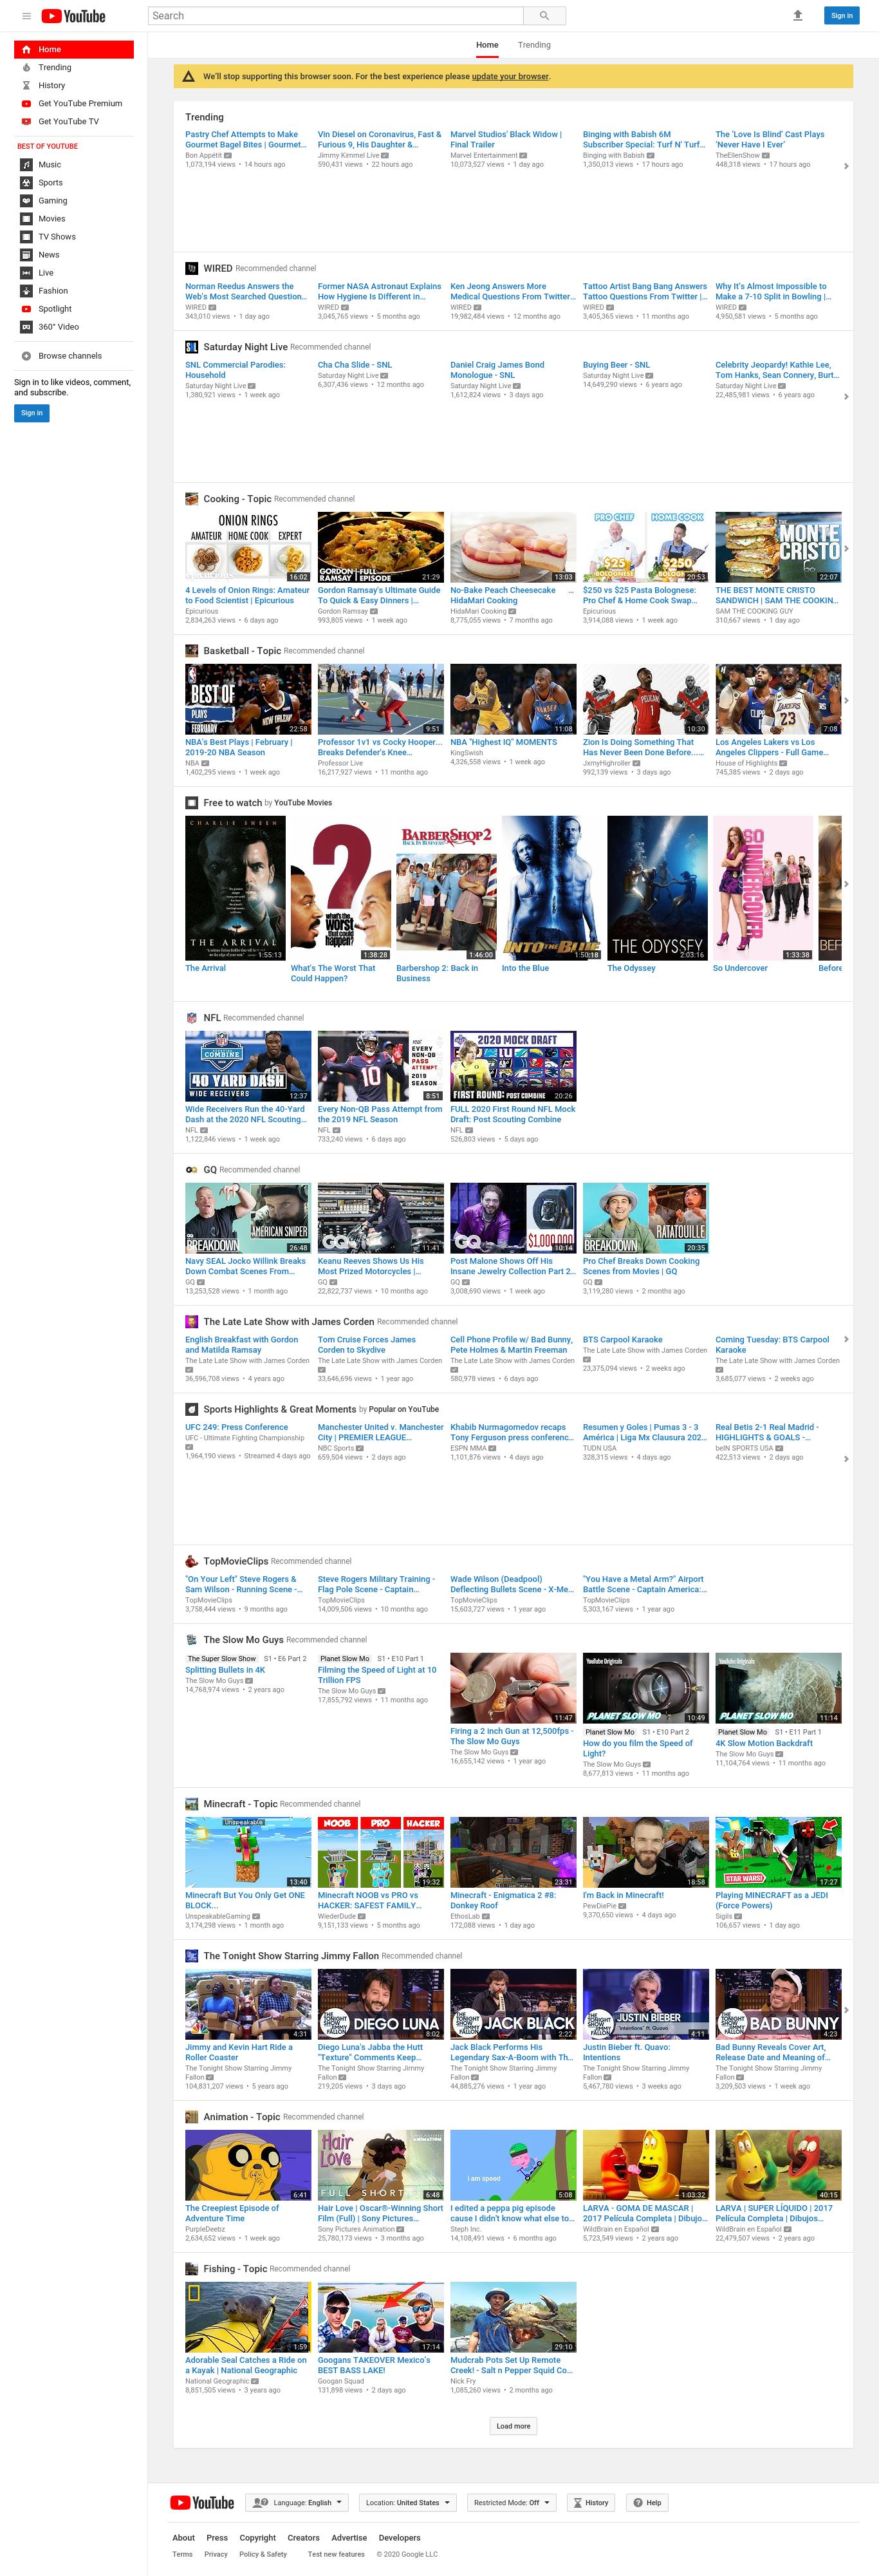 YouTube
Search
Sign in
Home
Trending
History
Get YouTube Premium
Get YouTube TV
BEST OF YOUTUBE
Music
Sports
Gaming
Movies
TV Shows
News
Live
Fashion
Spotlight
360° Video
Browse channels
Sign in to like videos, comment,
and subscribe.
Sign in
Home Trending
We'll stop supporting this browser soon. For the best experience please update your browser.
Trending
Pastry Chef Attempts to Make
Gourmet Bagel Bites | Gourmet...
Bon Appétit
1,073,194 views • 14 hours ago
Vin Diesel on Coronavirus, Fast &
Furious 9, His Daughter &...
Jimmy Kimmel Live
590,431 views • 22 hours ago
Marvel Studios' Black Widow |
Final Trailer
Marvel Entertainment
10,073,527 views • 1 day ago
Binging with Babish 6M
Subscriber Special: Turf N' Turf...
Binging with Babish
1,350,013 views • 17 hours ago
The 'Love Is Blind' Cast Plays
'Never Have I Ever'
TheEllenShow
448,318 views • 17 hours ago
WIRED Recommended channel
Norman Reedus Answers the
Web's Most Searched Question...
WIRED
343,010 views • 1 day ago
Former NASA Astronaut Explains
How Hygiene Is Different in...
WIRED
3,045,765 views • 5 months ago
Ken Jeong Answers More
Medical Questions From Twitter...
WIRED
19,982,484 views • 12 months ago
Tattoo Artist Bang Bang Answers
Tattoo Questions From Twitter |...
WIRED
3,405,365 views • 11 months ago
Why It's Almost Impossible to
Make a 7-10 Split in Bowling |...
WIRED
4,950,581 views • 5 months ago
Saturday Night Live Recommended channel
SNL Commercial Parodies:
Household
Saturday Night Live
1,380,921 views • 1 week ago
Cha Cha Slide - SNL
Saturday Night Live
6,307,436 views • 12 months ago
Daniel Craig James Bond
Monologue - SNL
Saturday Night Live
1,612,824 views • 3 days ago
Buying Beer - SNL
Saturday Night Live
14,649,290 views • 6 years ago
Celebrity Jeopardy! Kathie Lee,
Tom Hanks, Sean Connery, Burt...
Saturday Night Live
22,485,981 views • 6 years ago
Cooking - Topic Recommended channel
ONION RINGS
AMATEUR HOME COOK EXPERT
16:02
4 Levels of Onion Rings: Amateur
to Food Scientist | Epicurious
Epicurious
2,834,263 views • 6 days ago
GORDON RAMSAY FULL EPISODE
21:29
Gordon Ramsay's Ultimate Guide
To Quick & Easy Dinners |...
Gordon Ramsay
993,805 views • 1 week ago
13:03
No-Bake Peach Cheesecake ...
HidaMari Cooking
HidaMari Cooking
8,775,055 views • 7 months ago
PRO CHEF HOME COOK
$25 BOLOGNESE $250 BOLOGNESE
20:53
$250 vs $25 Pasta Bolognese:
Pro Chef & Home Cook Swap...
Epicurious
3,914,088 views • 1 week ago
THE MONTE CRISTO
22:07
THE BEST MONTE CRISTO
SANDWICH | SAM THE COOKIN...
SAM THE COOKING GUY
310,667 views • 1 day ago
Basketball - Topic Recommended channel
BEST OF
PLAYS
FEBRUARY
22:58
NBA's Best Plays | February |
2019-20 NBA Season
NBA
1,402,295 views • 1 week ago
9:51
Professor 1v1 vs Cocky Hooper...
Breaks Defender's Knee...
Professor Live
16,217,927 views • 11 months ago
11:08
NBA "Highest IQ" MOMENTS
KingSwish
4,326,558 views • 1 week ago
10:30
Zion Is Doing Something That
Has Never Been Done Before......
JxmyHighroller
992,139 views • 3 days ago
7:08
Los Angeles Lakers vs Los
Angeles Clippers - Full Game...
House of Highlights
745,385 views • 2 days ago
Free to watch by YouTube Movies
CHARLIE SHEEN
THE ARRIVAL
1:55:13
The Arrival
what's the worst that could happen?
1:38:28
What's The Worst That
Could Happen?
BARBERSHOP 2
BACK IN BUSINESS
1:46:00
Barbershop 2: Back in
Business
INTO THE BLUE
1:50:18
Into the Blue
THE ODYSSEY
2:03:16
The Odyssey
SO UNDERCOVER
1:33:38
So Undercover
BEF
Before
NFL Recommended channel
COMBINE
40 YARD DASH
WIDE RECEIVERS
12:37
Wide Receivers Run the 40-Yard
Dash at the 2020 NFL Scouting...
NFL
1,122,846 views • 1 week ago
EVERY
NON-QB
PASS
ATTEMPT
2019
SEASON
8:51
Every Non-QB Pass Attempt from
the 2019 NFL Season
NFL
733,240 views • 6 days ago
2020 MOCK DRAFT
FIRST ROUND: POST COMBINE
20:26
FULL 2020 First Round NFL Mock
Draft: Post Scouting Combine
NFL
526,803 views • 5 days ago
GQ Recommended channel
GQ BREAKDOWN
AMERICAN SNIPER
26:48
Navy SEAL Jocko Willink Breaks
Down Combat Scenes From...
GQ
13,253,528 views • 1 month ago
GQ
11:41
Keanu Reeves Shows Us His
Most Prized Motorcycles |...
GQ
22,822,737 views • 10 months ago
GQ
$1,000,000
10:14
Post Malone Shows Off His
Insane Jewelry Collection Part 2...
GQ
3,008,690 views • 1 week ago
GQ BREAKDOWN
RATATOUILLE
20:35
Pro Chef Breaks Down Cooking
Scenes from Movies | GQ
GQ
3,119,280 views • 2 months ago
The Late Late Show with James Corden Recommended channel
English Breakfast with Gordon
and Matilda Ramsay
The Late Late Show with James Corden
36,596,708 views • 4 years ago
Tom Cruise Forces James
Corden to Skydive
The Late Late Show with James Corden
33,646,696 views • 1 year ago
Cell Phone Profile w/ Bad Bunny,
Pete Holmes & Martin Freeman
The Late Late Show with James Corden
580,978 views • 6 days ago
BTS Carpool Karaoke
The Late Late Show with James Corden
23,375,094 views • 2 weeks ago
Coming Tuesday: BTS Carpool
Karaoke
The Late Late Show with James Corden
3,685,077 views • 2 weeks ago
Sports Highlights & Great Moments by Popular on YouTube
UFC 249: Press Conference
UFC - Ultimate Fighting Championship
1,964,190 views • Streamed 4 days ago
Manchester United v. Manchester
City | PREMIER LEAGUE...
NBC Sports
659,504 views • 2 days ago
Khabib Nurmagomedov recaps
Tony Ferguson press conferenc...
ESPN MMA
1,101,876 views • 4 days ago
Resumen y Goles | Pumas 3 - 3
América | Liga Mx Clausura 202...
TUDN USA
328,315 views • 4 days ago
Real Betis 2-1 Real Madrid -
HIGHLIGHTS & GOALS -...
beIN SPORTS USA
422,513 views • 2 days ago
TopMovieClips Recommended channel
"On Your Left" Steve Rogers &
Sam Wilson - Running Scene -...
TopMovieClips
3,758,444 views • 9 months ago
Steve Rogers Military Training -
Flag Pole Scene - Captain...
TopMovieClips
14,009,506 views • 10 months ago
Wade Wilson (Deadpool)
Deflecting Bullets Scene - X-Me...
TopMovieClips
15,603,727 views • 1 year ago
"You Have a Metal Arm?" Airport
Battle Scene - Captain America:...
TopMovieClips
5,303,167 views • 1 year ago
The Slow Mo Guys Recommended channel
The Super Slow Show S1 • E6 Part 2
Splitting Bullets in 4K
The Slow Mo Guys
14,768,974 views • 2 years ago
Planet Slow Mo S1 • E10 Part 1
Filming the Speed of Light at 10
Trillion FPS
The Slow Mo Guys
17,855,792 views • 11 months ago
11:47
Firing a 2 inch Gun at 12,500fps -
The Slow Mo Guys
The Slow Mo Guys
16,655,142 views • 1 year ago
YouTube Originals
PLANET SLOW MO
10:49
Planet Slow Mo S1 • E10 Part 2
How do you film the Speed of
Light?
The Slow Mo Guys
8,677,813 views • 11 months ago
YouTube Originals
PLANET SLOW MO
11:14
Planet Slow Mo S1 • E11 Part 1
4K Slow Motion Backdraft
The Slow Mo Guys
11,104,764 views • 11 months ago
Minecraft - Topic Recommended channel
Unspeakable
13:40
Minecraft But You Only Get ONE
BLOCK...
UnspeakableGaming
3,174,298 views • 1 month ago
NOOB PRO HACKER
19:32
Minecraft NOOB vs PRO vs
HACKER: SAFEST FAMILY...
WiederDude
9,151,133 views • 5 months ago
23:31
Minecraft - Enigmatica 2 #8:
Donkey Roof
EthosLab
172,088 views • 1 day ago
18:58
I'm Back in Minecraft!
PewDiePie
9,370,650 views • 4 days ago
STAR WARS!
17:27
Playing MINECRAFT as a JEDI
(Force Powers)
Sigils
106,657 views • 1 day ago
The Tonight Show Starring Jimmy Fallon Recommended channel
4:31
Jimmy and Kevin Hart Ride a
Roller Coaster
The Tonight Show Starring Jimmy
Fallon
104,831,207 views • 5 years ago
THE TONIGHT SHOW JIMMY FALLON
DIEGO LUNA
8:02
Diego Luna's Jabba the Hutt
"Texture" Comments Keep...
The Tonight Show Starring Jimmy
Fallon
219,205 views • 3 days ago
THE TONIGHT SHOW JIMMY FALLON
JACK BLACK
2:22
Jack Black Performs His
Legendary Sax-A-Boom with Th...
The Tonight Show Starring Jimmy
Fallon
44,885,276 views • 1 year ago
THE TONIGHT SHOW JIMMY FALLON
JUSTIN BIEBER
"Intentions" ft. Quavo
4:11
Justin Bieber ft. Quavo:
Intentions
The Tonight Show Starring Jimmy
Fallon
5,467,780 views • 3 weeks ago
THE TONIGHT SHOW JIMMY FALLON
BAD BUNNY
4:23
Bad Bunny Reveals Cover Art,
Release Date and Meaning of...
The Tonight Show Starring Jimmy
Fallon
3,209,503 views • 1 week ago
Animation - Topic Recommended channel
6:41
The Creepiest Episode of
Adventure Time
PurpleDeebz
2,634,652 views • 1 week ago
Hair Love
ANIMATION
FULL SHORT
6:48
Hair Love | Oscar®-Winning Short
Film (Full) | Sony Pictures...
Sony Pictures Animation
25,780,173 views • 3 months ago
i am speed
5:08
I edited a peppa pig episode
cause I didn't know what else to...
Steph Inc.
14,108,491 views • 6 months ago
1:03:32
LARVA - GOMA DE MASCAR |
2017 Película Completa | Dibujo...
WildBrain en Español
5,723,549 views • 2 years ago
40:15
LARVA | SUPER LÍQUIDO | 2017
Película Completa | Dibujos...
WildBrain en Español
22,479,507 views • 2 years ago
Fishing - Topic Recommended channel
1:59
Adorable Seal Catches a Ride on
a Kayak | National Geographic
National Geographic
8,851,505 views • 3 years ago
17:14
Googans TAKEOVER Mexico's
BEST BASS LAKE!
Googan Squad
131,898 views • 2 days ago
29:10
Mudcrab Pots Set Up Remote
Creek! - Salt n Pepper Squid Co...
Nick Fry
1,085,260 views • 2 months ago
Load more
YouTube
Language: English
Location: United States
Restricted Mode: Off
History
Help
About Press Copyright Creators Advertise Developers
Terms Privacy Policy & Safety Test new features © 2020 Google LLC